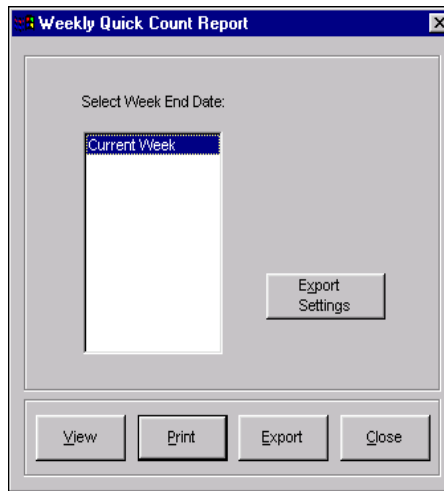 Weekly Quick Count Report
Select Week End Date:
Current Week
Export
Settings
View
Print
Export
Close